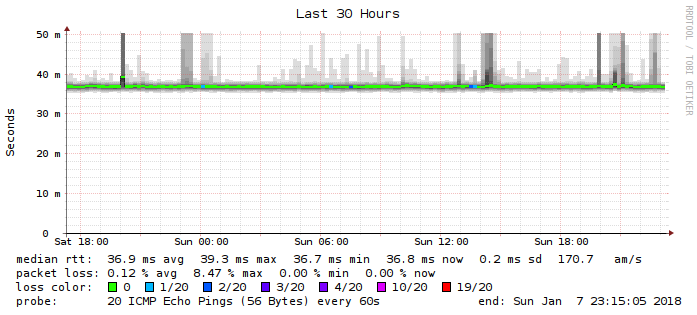 Last 30 Hours
RRDTOOL / TOBI OETIKER
Seconds
50 m
40 m
30 m
20 m
10 m
0
Sat 18:00 Sun 00:00 Sun 06:00 Sun 12:00 Sun 18:00
median rtt: 36.9 ms avg 39.3 ms max 36.7 ms min 36.8 ms now 0.2 ms sd 170.7 am/s
packet loss: 0.12 % avg 8.47 % max 0.00 % min 0.00 % now
loss color: 0 1/20 2/20 3/20 4/20 10/20 19/20
probe: 20 ICMP Echo Pings (56 Bytes) every 60s end: Sun Jan 7 23:15:05 2018